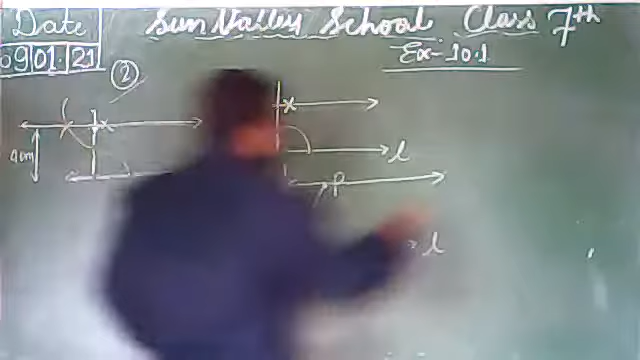 Date Sun Valley School Class 7th
09 01. 21 Ex-10.1
2
4cm
l
P
= l